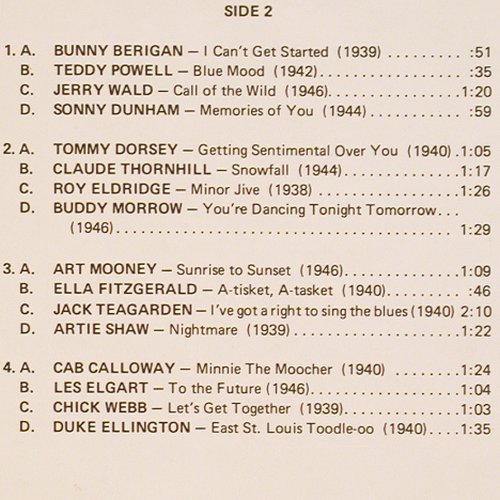 SIDE 2
1. A. BUNNY BERIGAN — I Can't Get Started (1939) ......... :51
B. TEDDY POWELL — Blue Mood (1942)................. :35
C. JERRY WALD — Call of the Wild (1946)................1:20
D. SONNY DUNHAM — Memories of You (1944)........... :59
2. A. TOMMY DORSEY — Getting Sentimental Over You (1940) .1:05
B. CLAUDE THORNHILL — Snowfall (1944)..............1:17
C. ROY ELDRIDGE — Minor Jive (1938) .................1:26
D. BUDDY MORROW — You're Dancing Tonight Tomorrow...
(1946)........................................ 1:29
3. A. ART MOONEY — Sunrise to Sunset (1946)..............1:09
B. ELLA FITZGERALD — A-tisket, A-tasket (1940)........ :46
C. JACK TEAGARDEN — I've got a right to sing the blues (1940) 2:10
D. ARTIE SHAW — Nightmare (1939)....................1:22
4. A. CAB CALLOWAY — Minnie The Moocher (1940) ........1:24
B. LES ELGART — To the Future (1946)..................1:04
C. CHICK WEBB — Let's Get Together (1939)..............1:03
D. DUKE ELLINGTON — East St. Louis Toodle-oo (1940)....1:35